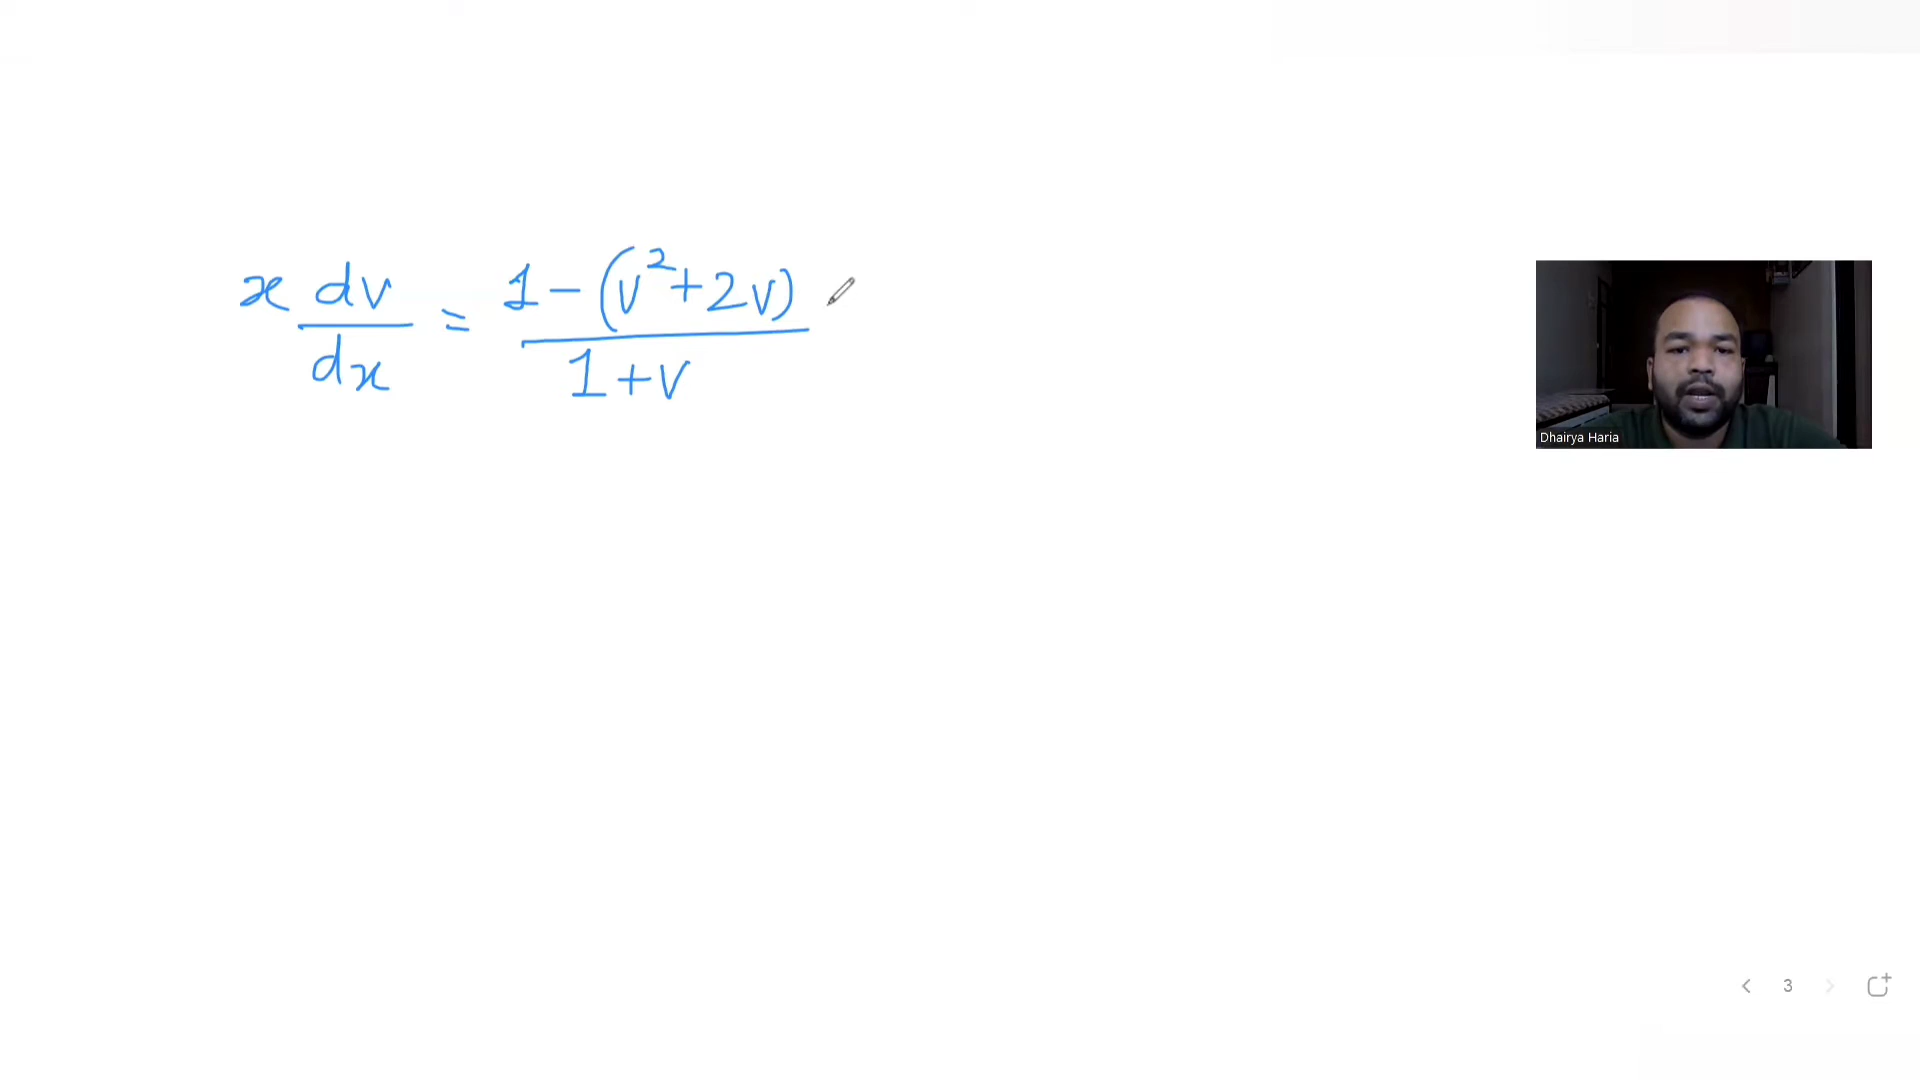 x dv/dx = 1-(v²+2v)/1+v
Dhairya Haria
3